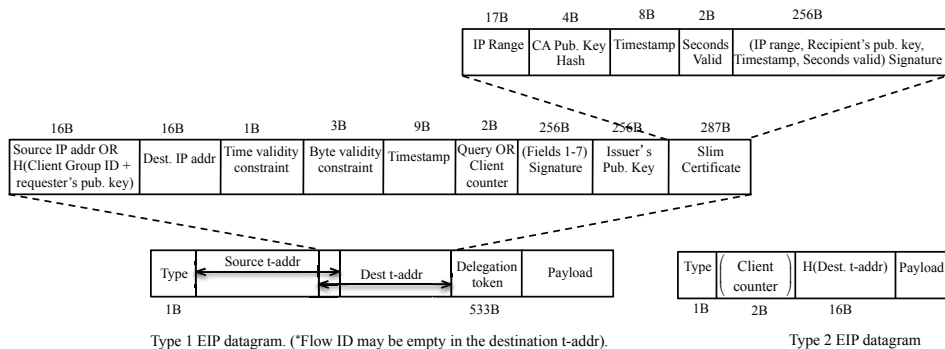 17B 4B 8B 2B 256B
IP Range
CA Pub. Key
Hash
Timestamp
Seconds
Valid
(IP range, Recipient's pub. key,
Timestamp, Seconds valid) Signature
16B 16B 1B 3B 9B 2B 256B 256B 287B
Source IP addr OR
H(Client Group ID +
requester's pub. key)
Dest. IP addr
Time validity
constraint
Byte validity
constraint
Timestamp
Query OR
Client
counter
(Fields 1-7)
Signature
Issuer's
Pub. Key
Slim
Certificate
Type
Source t-addr
Dest t-addr
Delegation
token
Payload
1B 533B
Type 1 EIP datagram. (*Flow ID may be empty in the destination t-addr).
Type
(Client
counter)
H(Dest. t-addr)
Payload
1B 2B 16B
Type 2 EIP datagram